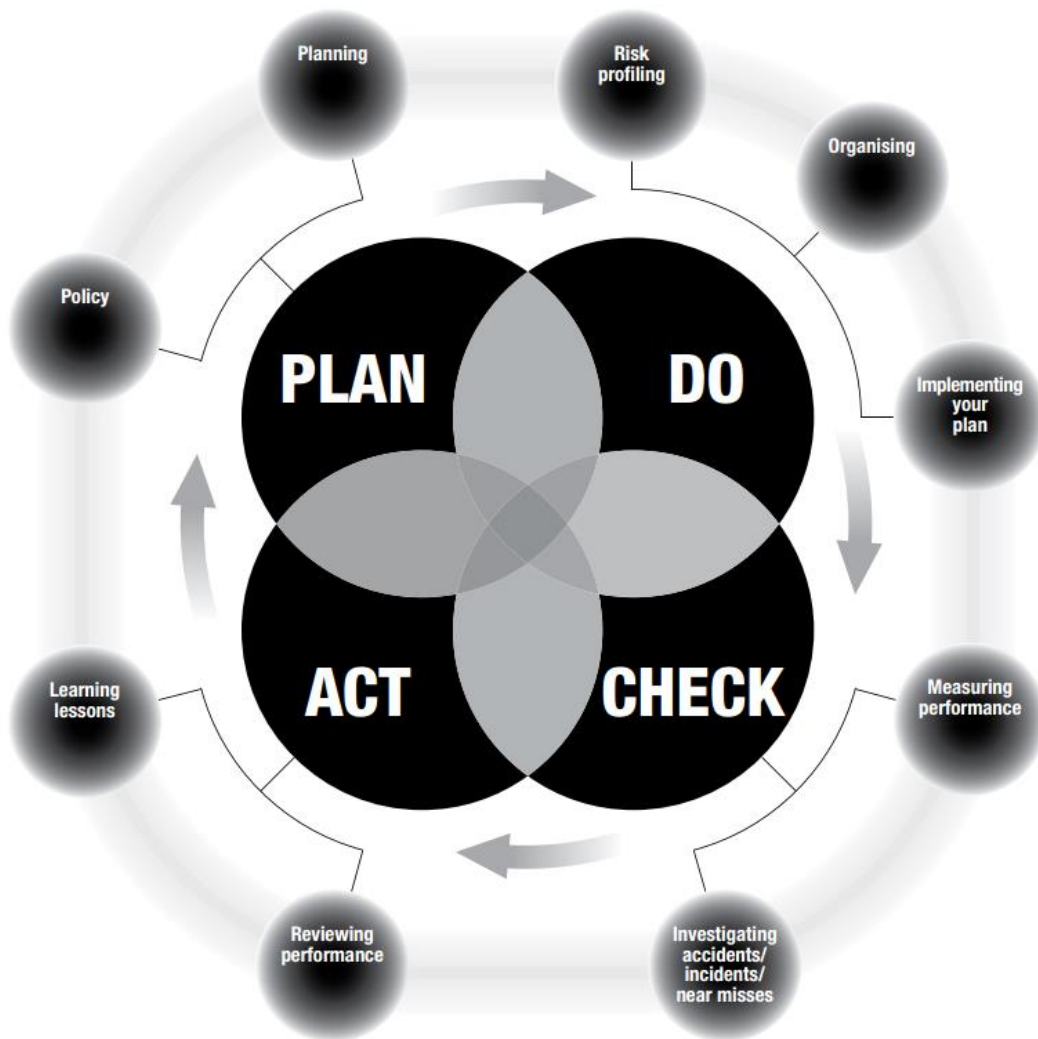 Planning
Risk
profiling
Organising
Policy
PLAN
DO
Implementing
your
plan
ACT
CHECK
Learning
lessons
Measuring
performance
Reviewing
performance
Investigating
accidents/
incidents/
near misses